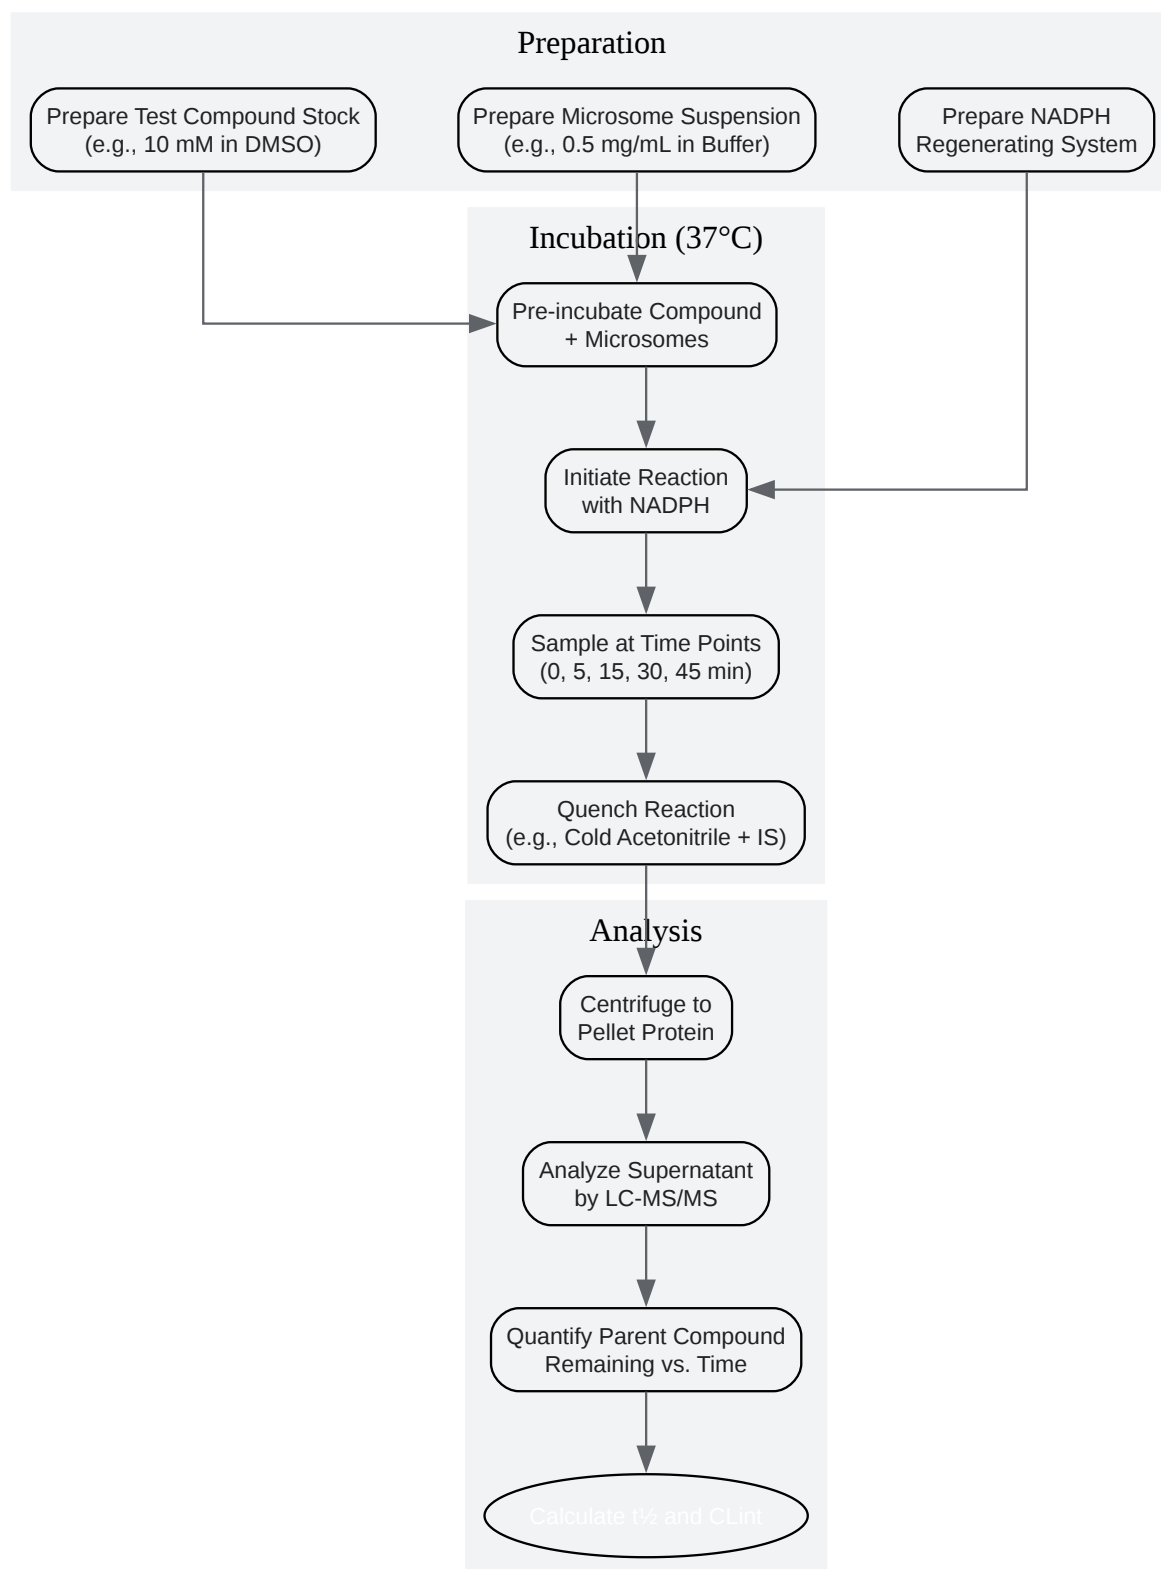 Preparation
Prepare Test Compound Stock
(e.g., 10 mM in DMSO)
Prepare Microsome Suspension
(e.g., 0.5 mg/mL in Buffer)
Prepare NADPH
Regenerating System
Incubation (37°C)
Pre-incubate Compound
+ Microsomes
Initiate Reaction
with NADPH
Sample at Time Points
(0, 5, 15, 30, 45 min)
Quench Reaction
(e.g., Cold Acetonitrile + IS)
Analysis
Centrifuge to
Pellet Protein
Analyze Supernatant
by LC-MS/MS
Quantify Parent Compound
Remaining vs. Time
Calculate t½ and CLint